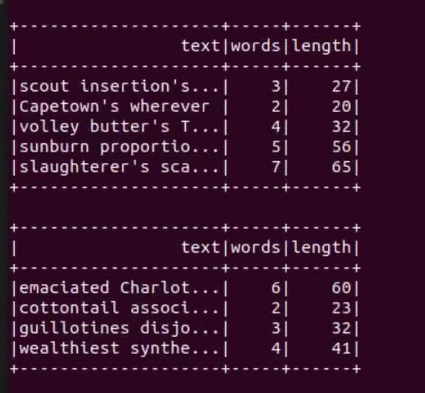 +--------------------+-----+------+
|                text|words|length|
+--------------------+-----+------+
|scout insertion's...|    3|    27|
|Capetown's wherever |    2|    20|
|volley butter's T...|    4|    32|
|sunburn proportio...|    5|    56|
|slaughterer's sca...|    7|    65|
+--------------------+-----+------+

+--------------------+-----+------+
|                text|words|length|
+--------------------+-----+------+
|emaciated Charlot...|    6|    60|
|cottontail associ...|    2|    23|
|guillotines disjo...|    3|    32|
|wealthiest synthe...|    4|    41|
+--------------------+-----+------+